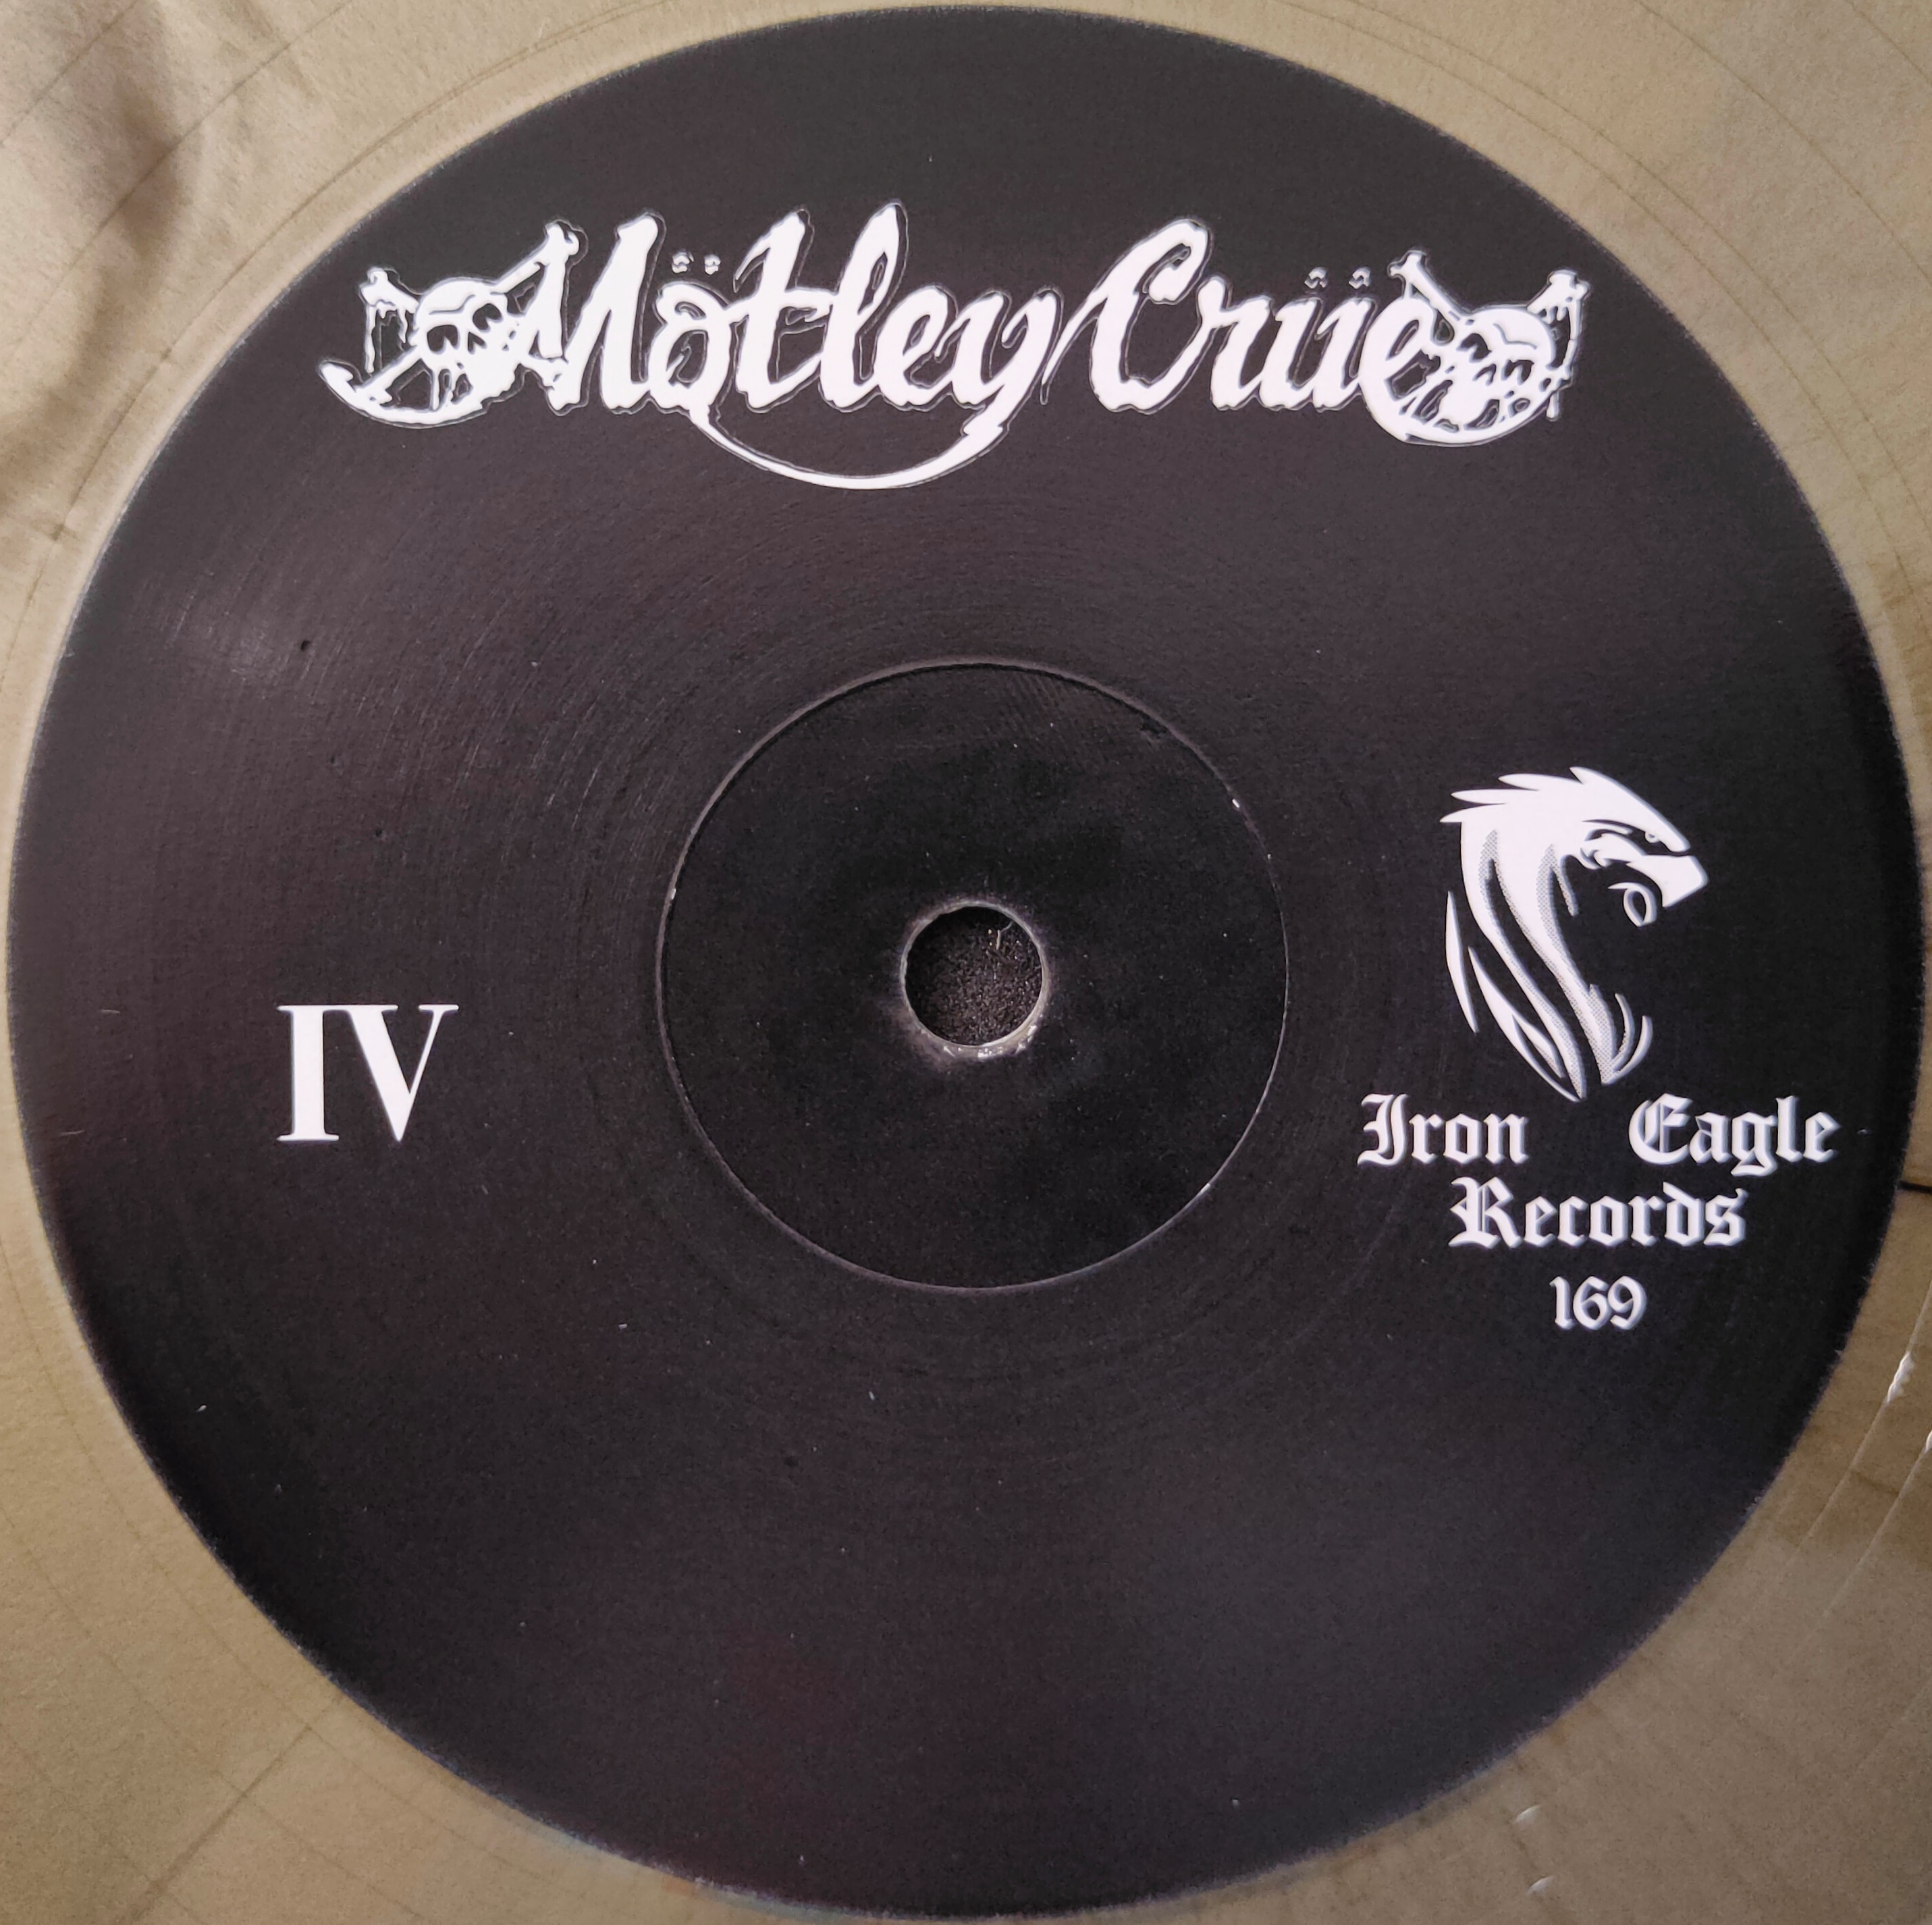 Mötley Crüe
IV
Iron Eagle
Records
169